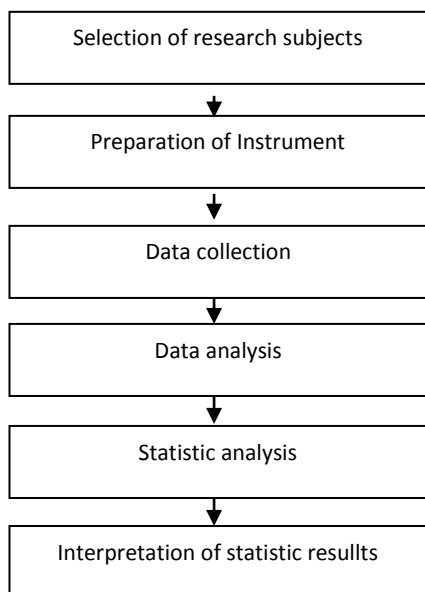 Selection of research subjects
Preparation of Instrument
Data collection
Data analysis
Statistic analysis
Interpretation of statistic resullts